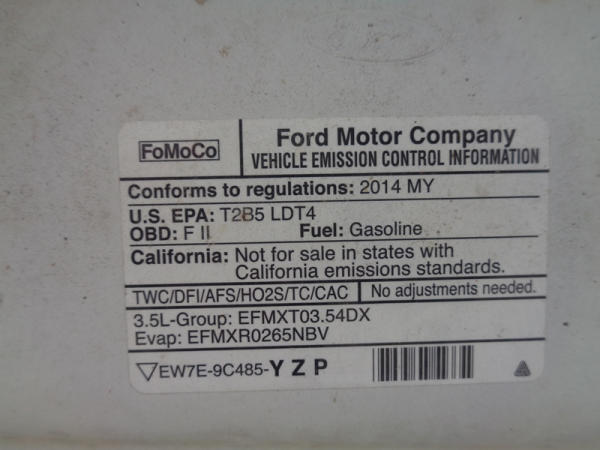 FoMoCo
Ford Motor Company
VEHICLE EMISSION CONTROL INFORMATION
Conforms to regulations: 2014 MY
U.S. EPA: T2B5 LDT4
OBD: F II Fuel: Gasoline
California: Not for sale in states with
California emissions standards.
TWC/DFI/AFS/HO2S/TC/CAC No adjustments needed.
3.5L-Group: EFMXT03.54DX
Evap: EFMXR0265NBV
▽EW7E-9C485-Y Z P